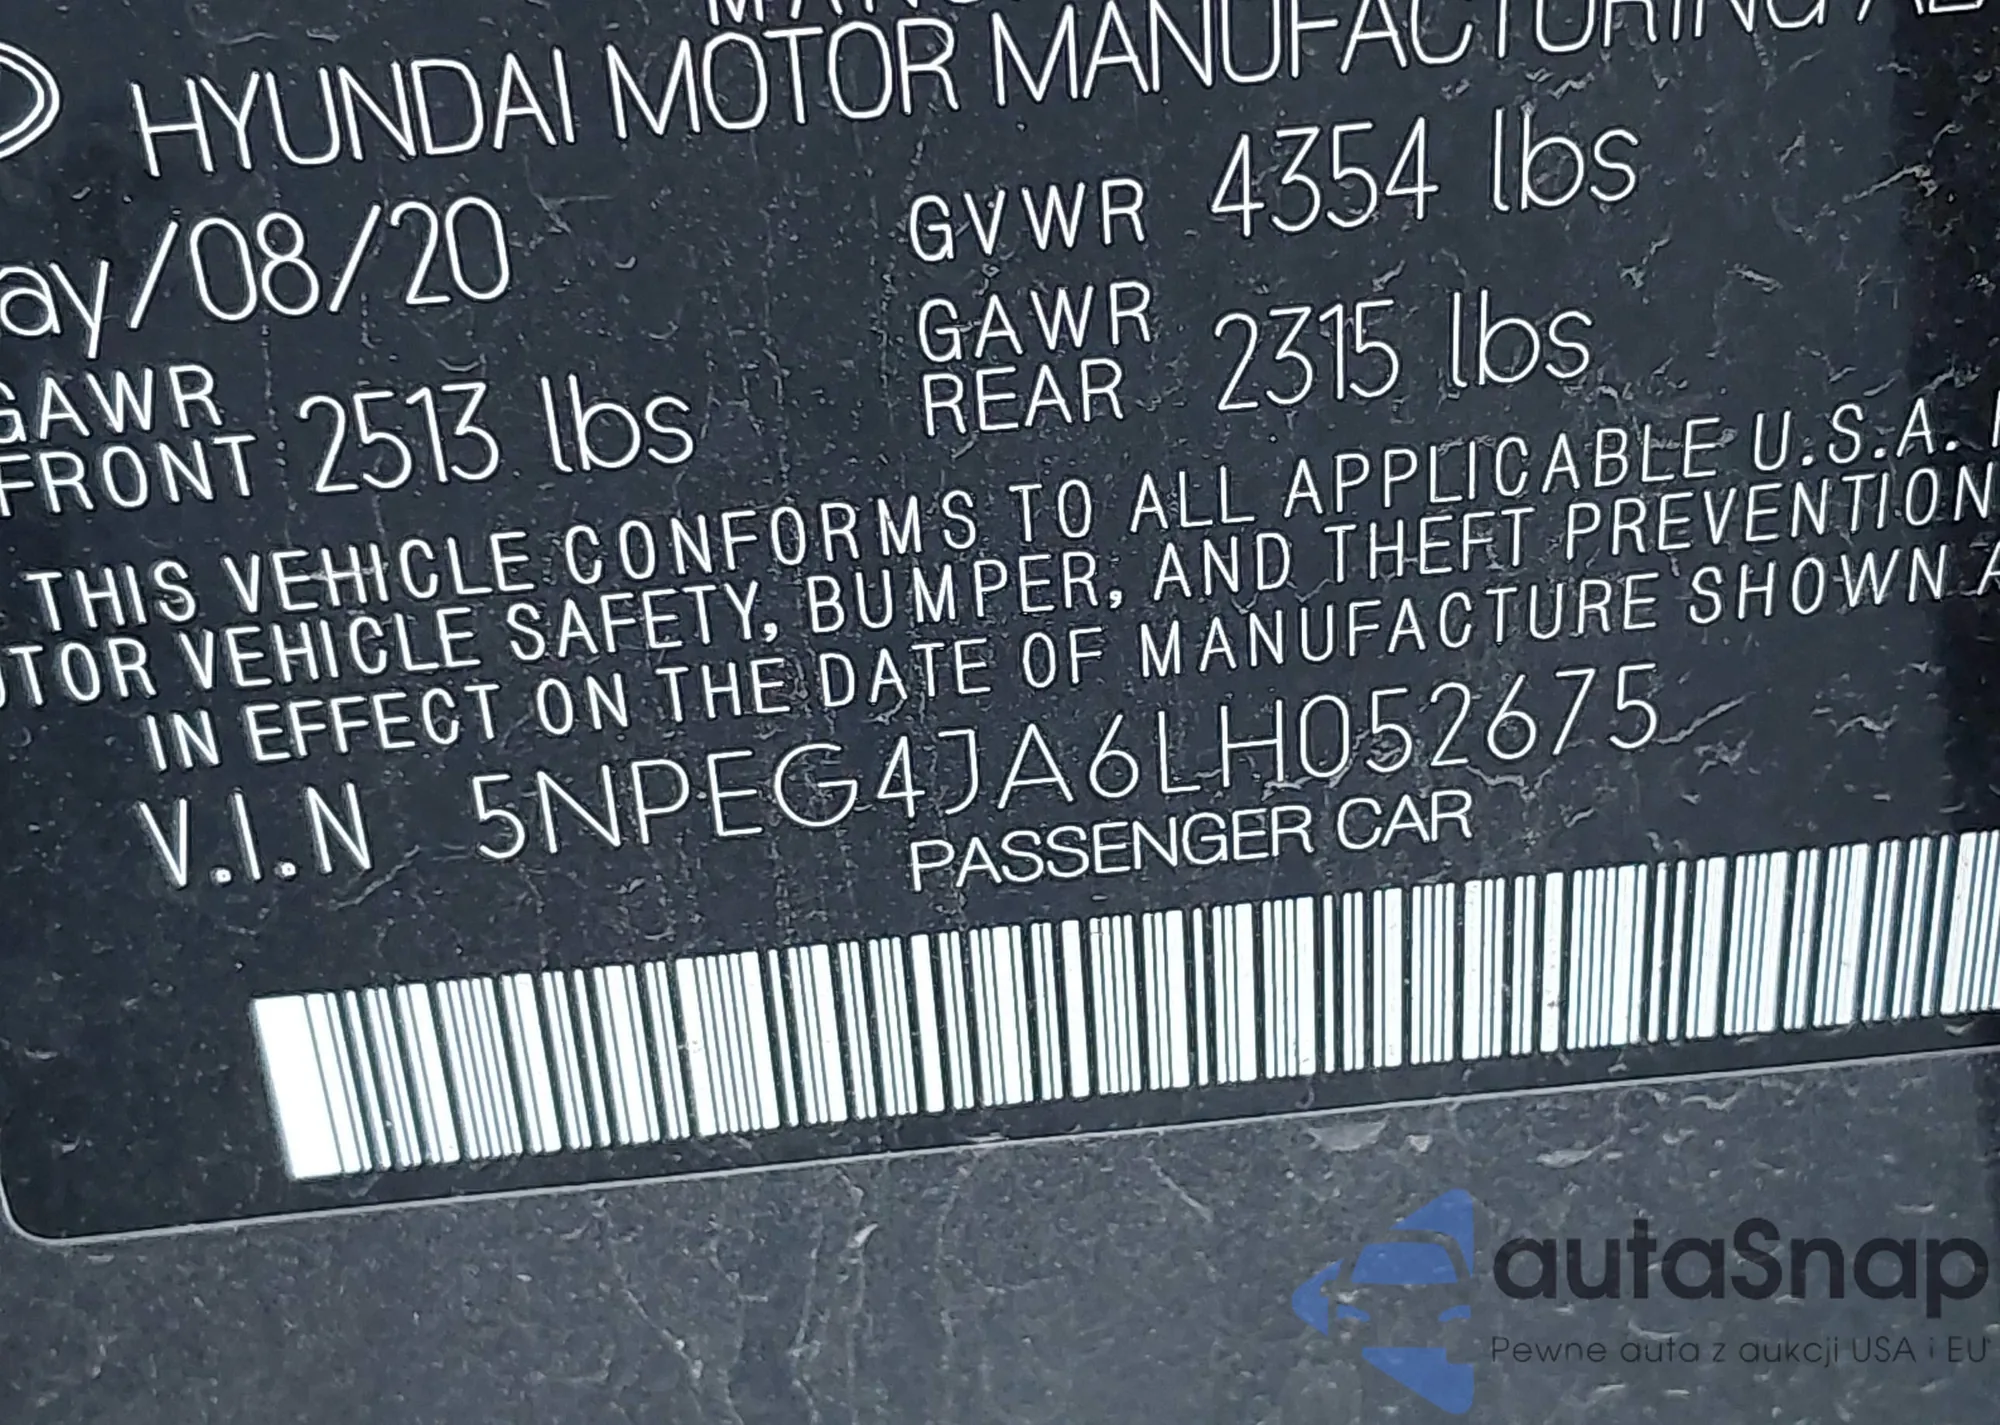 HYUNDAI MOTOR MANUFACTURING
ay/08/20
GVWR 4354 lbs
GAWR
FRONT 2513 lbs
GAWR
REAR 2315 lbs
THIS VEHICLE CONFORMS TO ALL APPLICABLE U.S.A.
TOR VEHICLE SAFETY, BUMPER, AND THEFT PREVENTION
IN EFFECT ON THE DATE OF MANUFACTURE SHOWN
V.I.N 5NPEG4JA6LH052675
PASSENGER CAR
autaSnap
Pewne auta z aukcji USA i EU